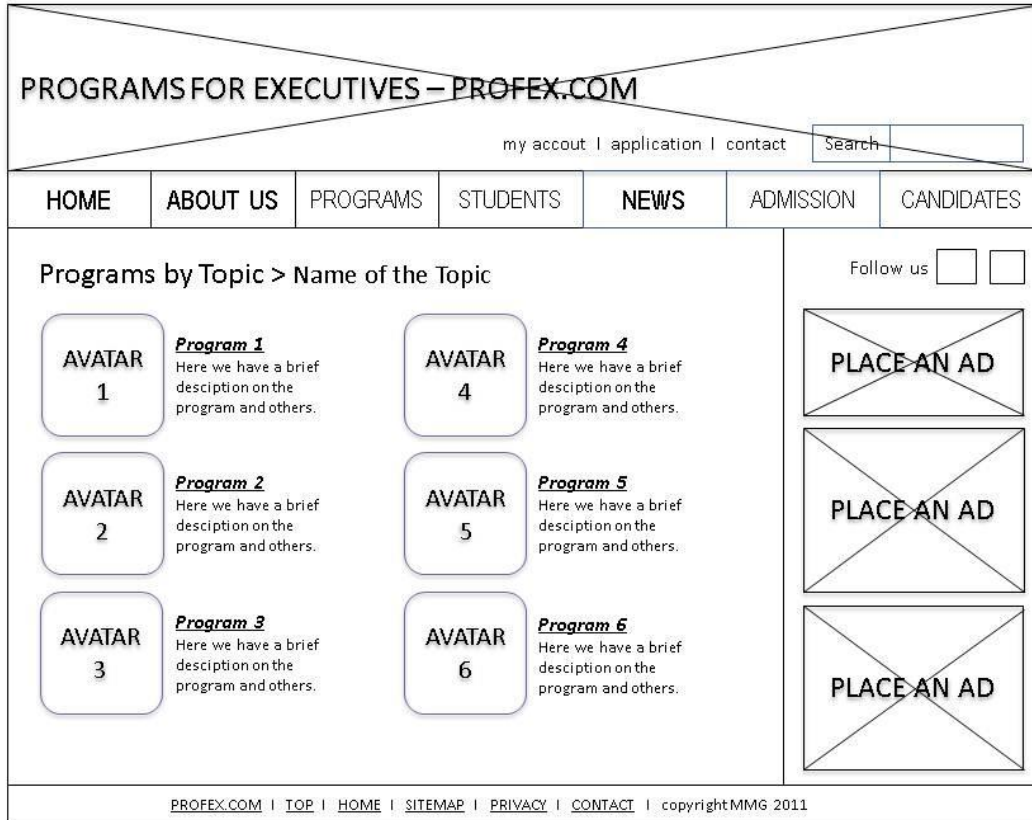 PROGRAMS FOR EXECUTIVES – PROFEX.COM
my accout I application I contact Search
HOME ABOUT US PROGRAMS STUDENTS NEWS ADMISSION CANDIDATES
Programs by Topic > Name of the Topic
Follow us
AVATAR
1
Program 1
Here we have a brief
desciption on the
program and others.
AVATAR
4
Program 4
Here we have a brief
desciption on the
program and others.
AVATAR
2
Program 2
Here we have a brief
desciption on the
program and others.
AVATAR
5
Program 5
Here we have a brief
desciption on the
program and others.
AVATAR
3
Program 3
Here we have a brief
desciption on the
program and others.
AVATAR
6
Program 6
Here we have a brief
desciption on the
program and others.
PLACE AN AD
PLACE AN AD
PLACE AN AD
PROFEX.COM I TOP I HOME I SITEMAP I PRIVACY I CONTACT I copyright MMG 2011